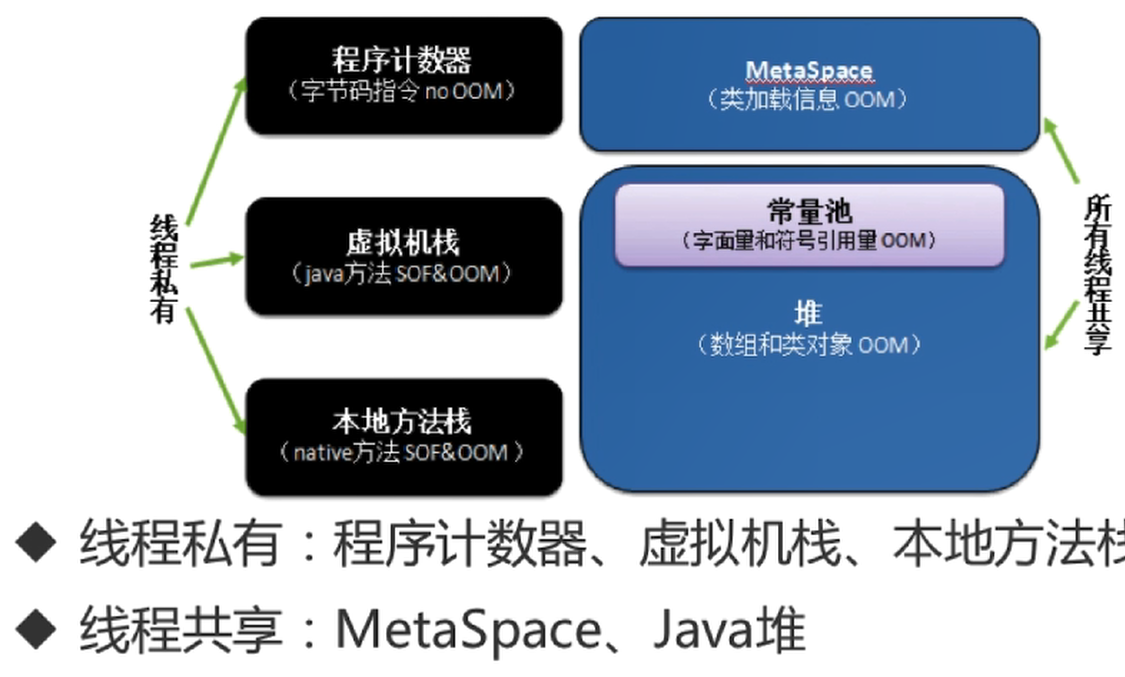 程序计数器
（字节码指令 no OOM）
MetaSpace
（类加载信息 OOM）
线程私有
虚拟机栈
（java方法 SOF&OOM）
常量池
（字面量和符号引用量 OOM）
堆
（数组和类对象 OOM）
所有线程共享
本地方法栈
（native方法 SOF&OOM ）
◆ 线程私有：程序计数器、虚拟机栈、本地方法栈
◆ 线程共享：MetaSpace、Java堆